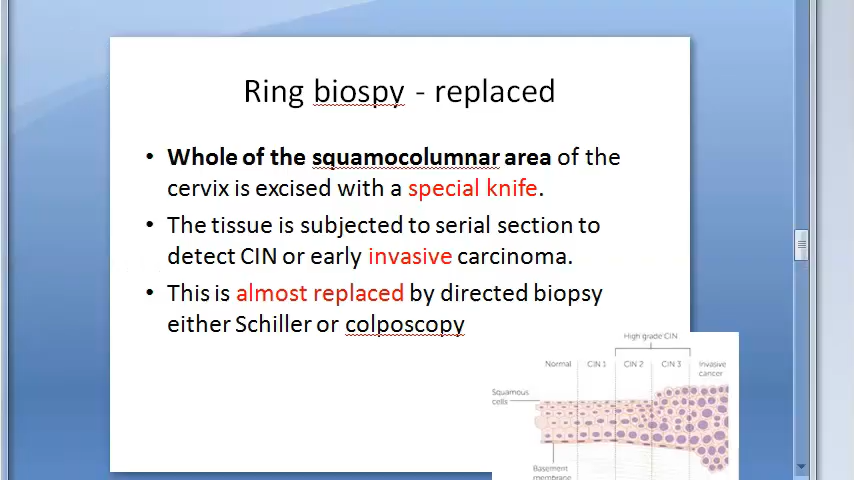 Ring biospy - replaced
• Whole of the squamocolumnar area of the
cervix is excised with a special knife.
• The tissue is subjected to serial section to
detect CIN or early invasive carcinoma.
• This is almost replaced by directed biopsy
either Schiller or colposcopy
High grade CIN
Normal CIN 1 CIN 2 CIN 3 Invasive
cancer
Squamous
cells
Basement
membrane